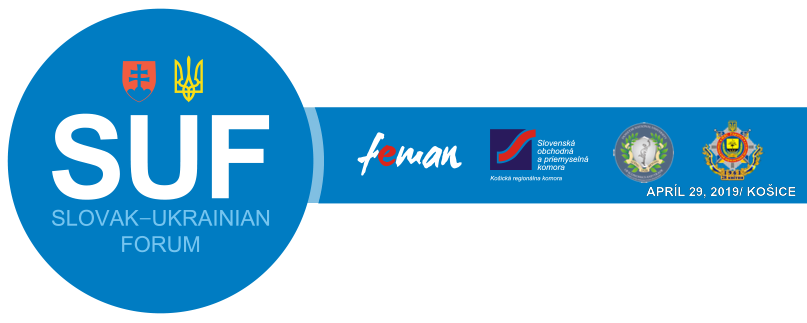 SUF
SLOVAK–UKRAINIAN
FORUM
feman
Slovenská
obchodná
a priemyselná
komora
Košická regionálna komora
APRÍL 29, 2019/ KOŠICE